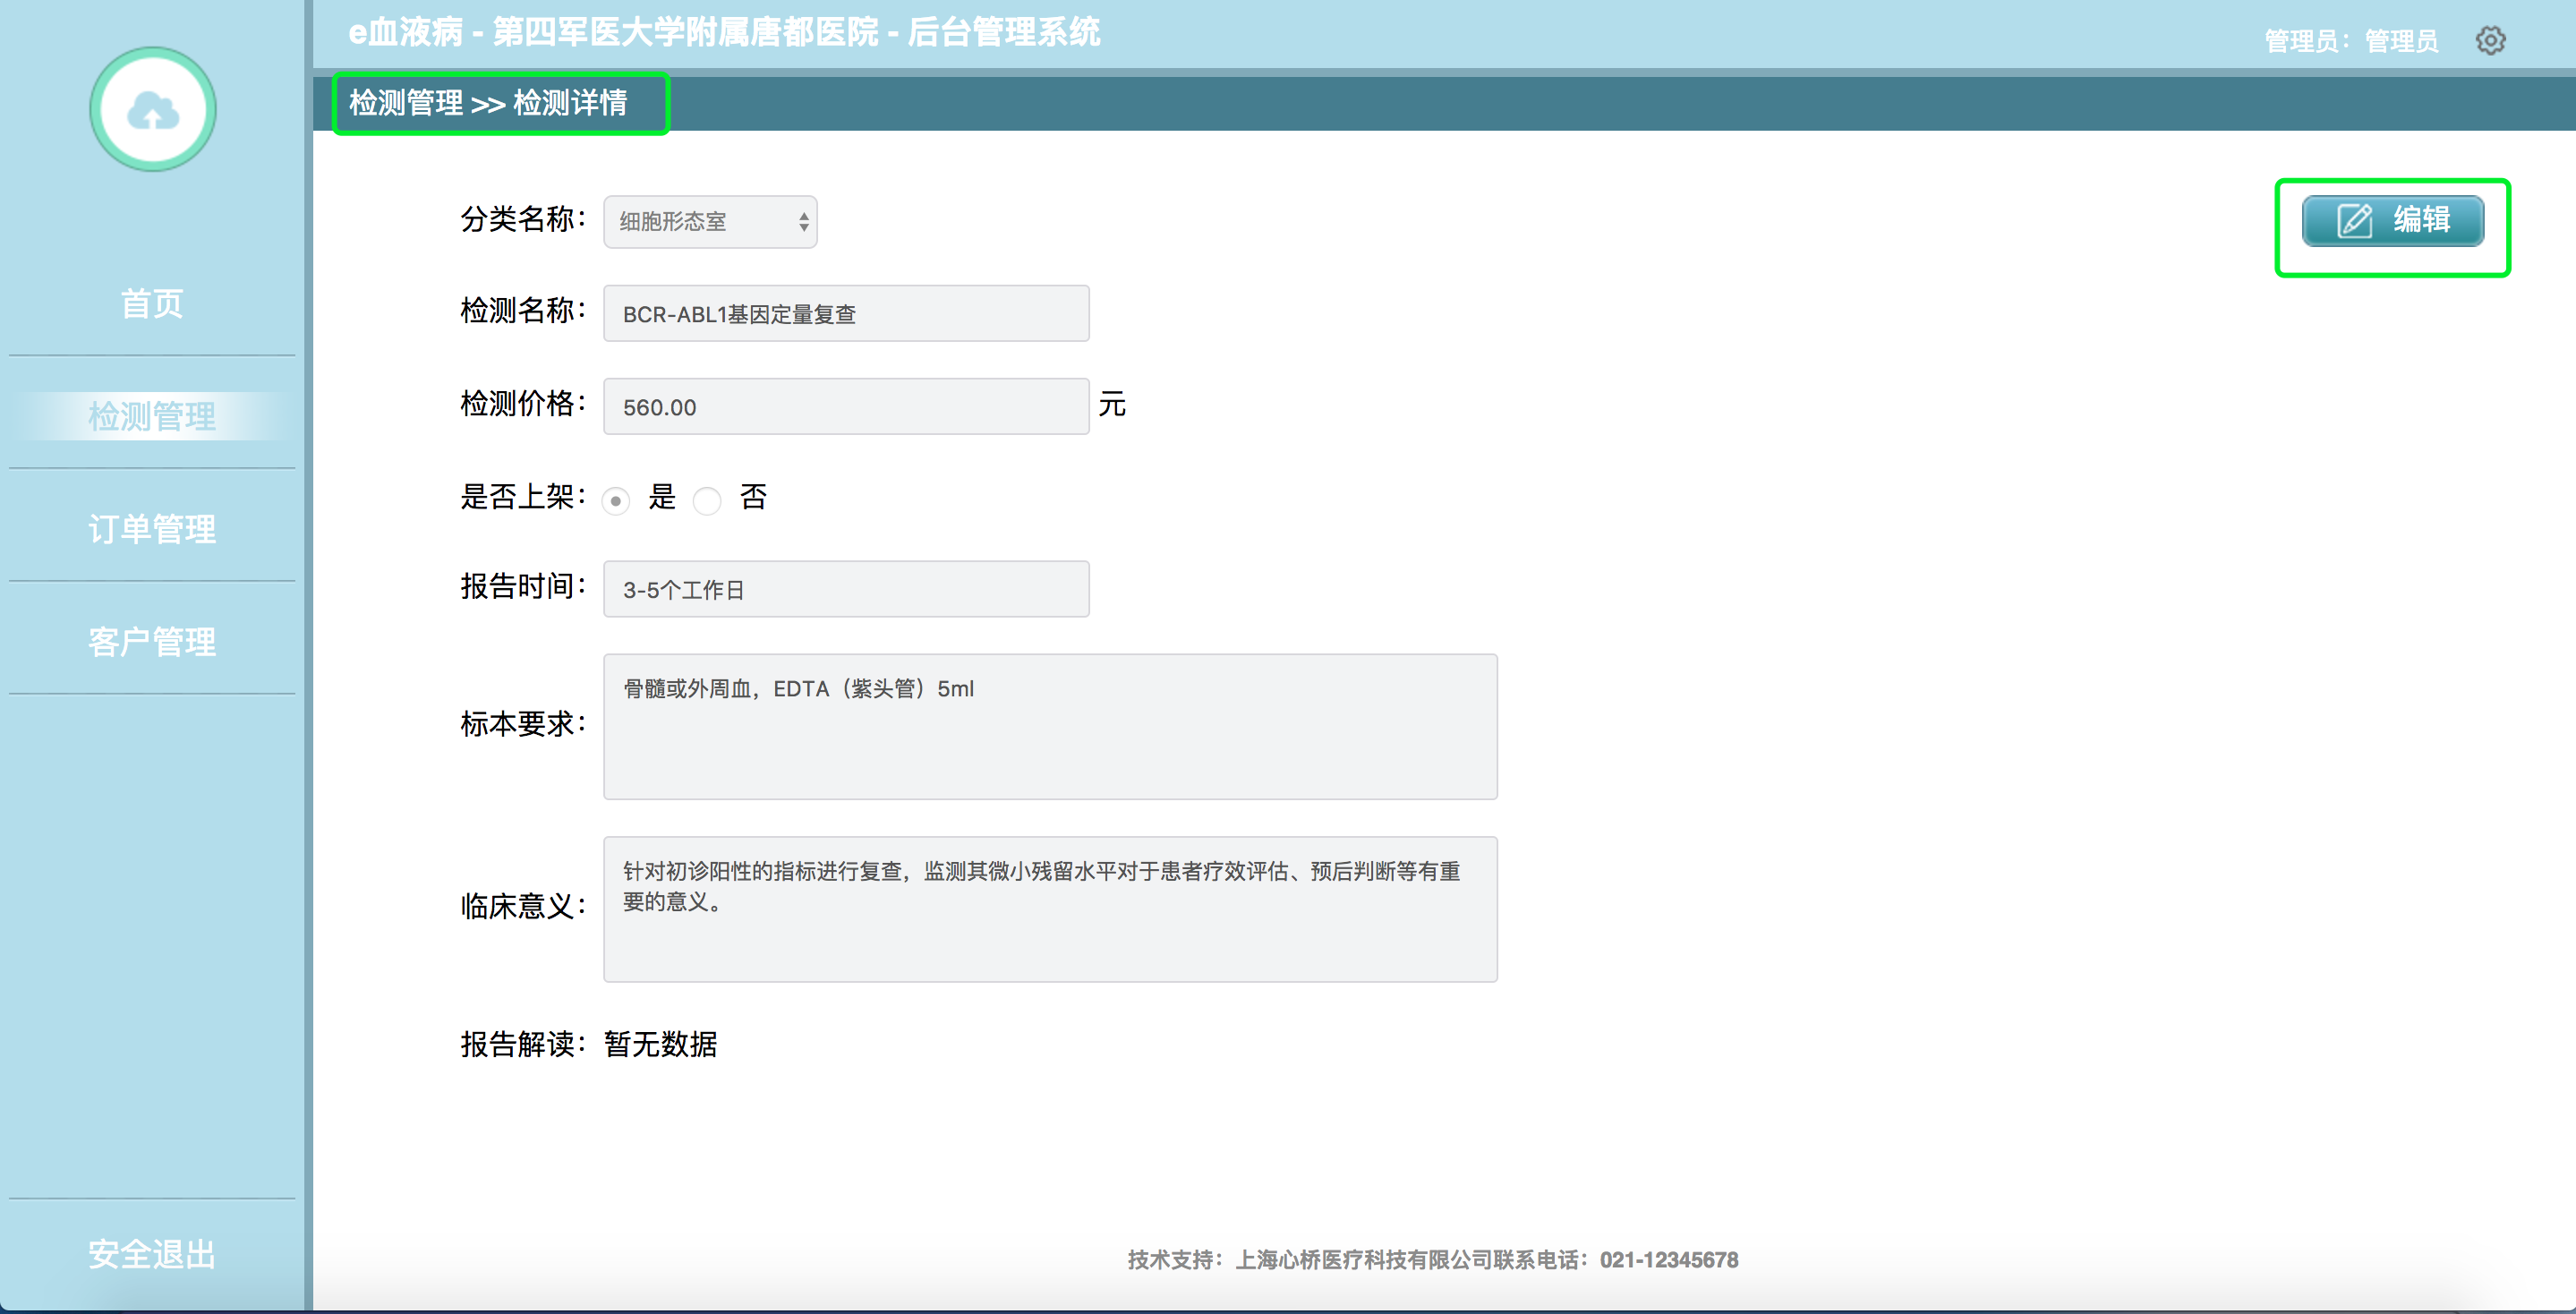 e血液病 - 第四军医大学附属唐都医院 - 后台管理系统
管理员：管理员
检测管理 >> 检测详情
首页
检测管理
订单管理
客户管理
安全退出
分类名称： 细胞形态室
编辑
检测名称： BCR-ABL1基因定量复查
检测价格： 560.00 元
是否上架： 是 否
报告时间： 3-5个工作日
标本要求： 骨髓或外周血，EDTA（紫头管）5ml
临床意义： 针对初诊阳性的指标进行复查，监测其微小残留水平对于患者疗效评估、预后判断等有重
要的意义。
报告解读： 暂无数据
技术支持：上海心桥医疗科技有限公司联系电话：021-12345678